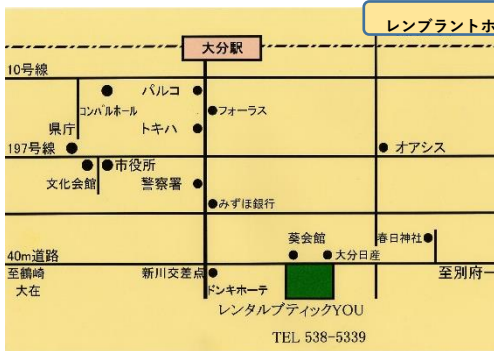 レンブラントホ
大分駅
10号線
パルコ
コンパルホール
フォーラス
県庁
トキハ
197号線
オアシス
市役所
文化会館
警察署
みずほ銀行
葵会館
春日神社
40m道路
大分日産
至鶴崎
大在
新川交差点
ドンキホーテ
至別府
レンタルブティックYOU
TEL 538-5339